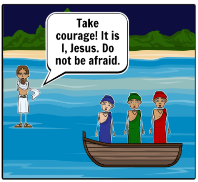 Take
courage! It is
I, Jesus. Do
not be afraid.